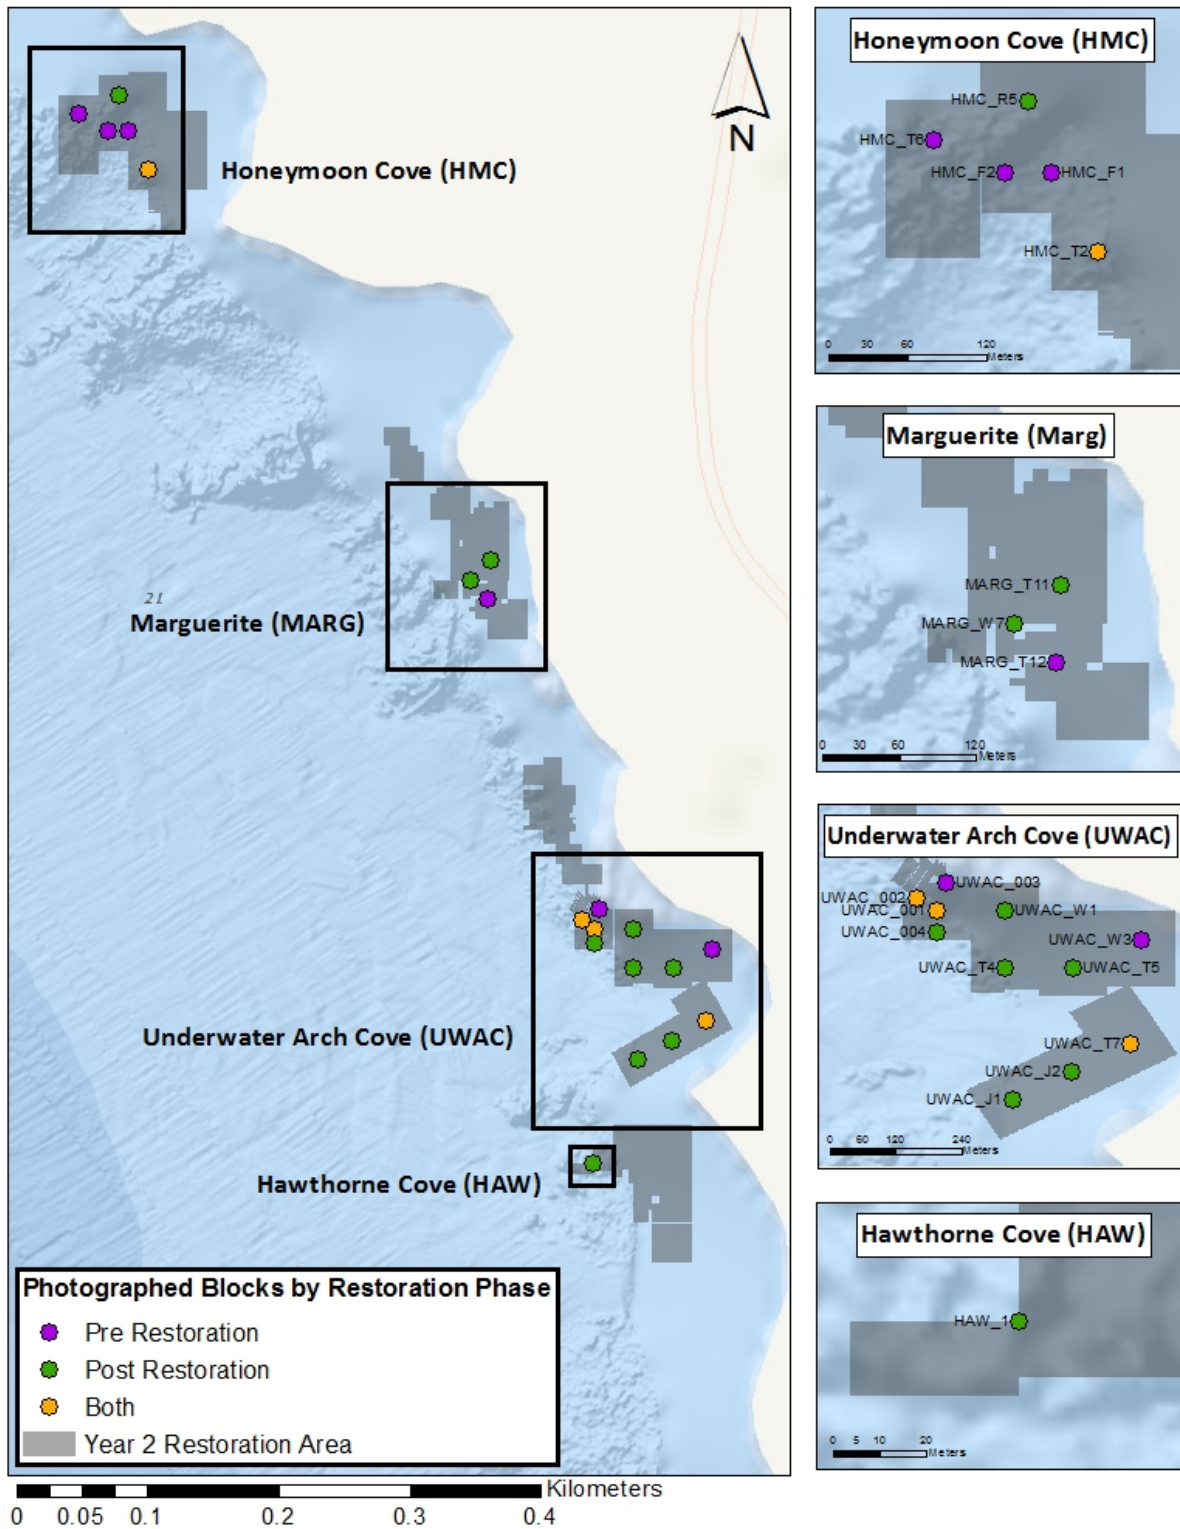 N
Honeymoon Cove (HMC)
21
Marguerite (MARG)
Underwater Arch Cove (UWAC)
Hawthorne Cove (HAW)
Photographed Blocks by Restoration Phase
Pre Restoration
Post Restoration
Both
Year 2 Restoration Area
Kilometers
0 0.05 0.1 0.2 0.3 0.4
Honeymoon Cove (HMC)
HMC_R5
HMC_T6
HMC_F2 HMC_F1
HMC_T2
0 30 60 120
Meters
Marguerite (Marg)
MARG_T11
MARG_W7
MARG_T12
0 30 60 120
Meters
Underwater Arch Cove (UWAC)
UWAC_003
UWAC_002
UWAC_001 UWAC_W1
UWAC_004
UWAC_W3
UWAC_T4 UWAC_T5
UWAC_T7
UWAC_J2
UWAC_J1
0 60 120 240
Meters
Hawthorne Cove (HAW)
HAW_1
0 5 10 20
Meters